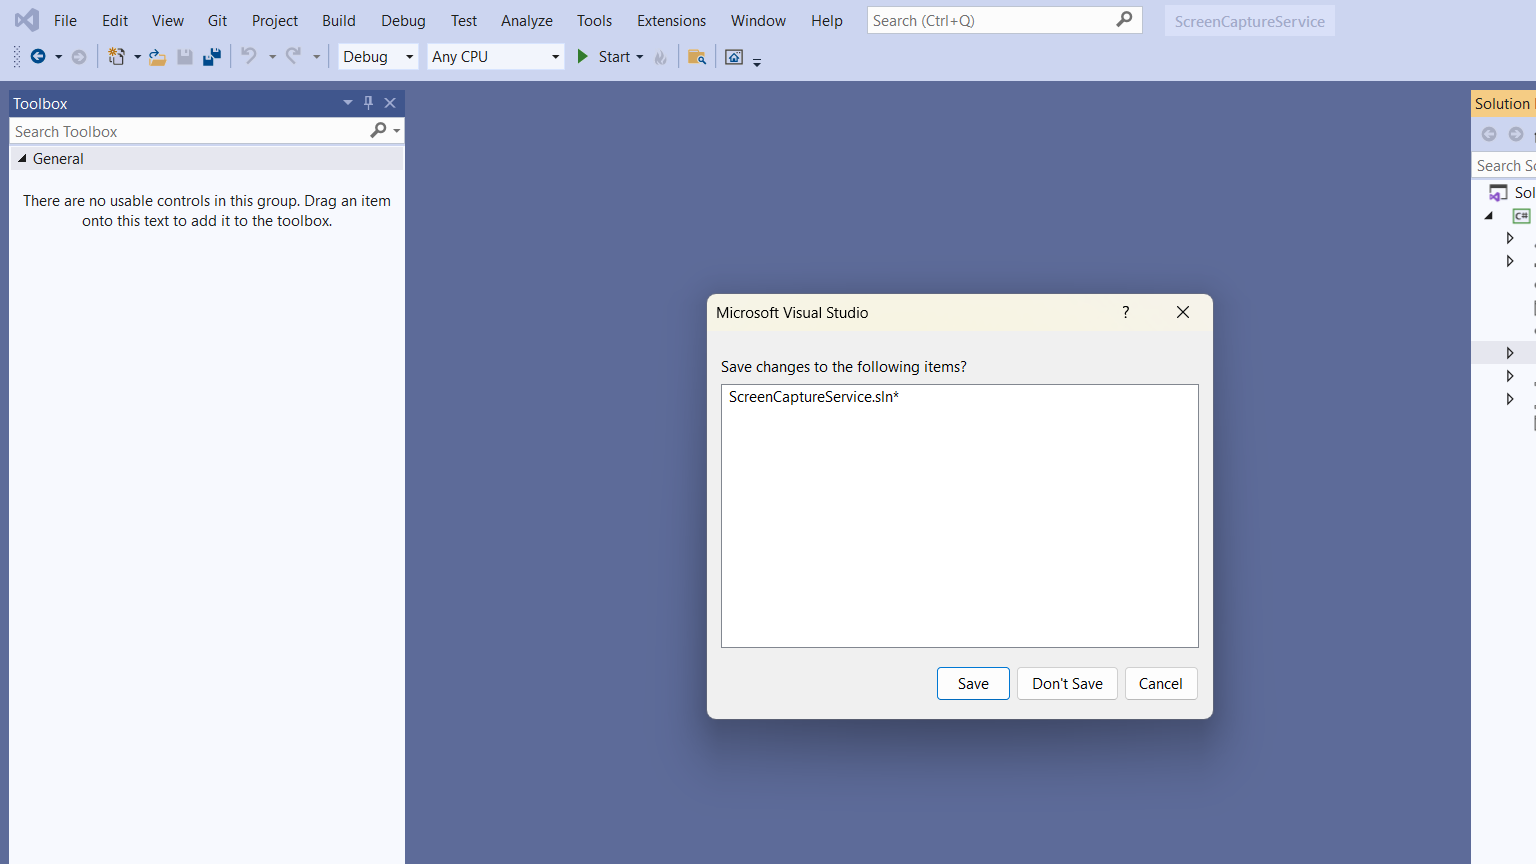 File Edit View Git Project Build Debug Test Analyze Tools Extensions Window Help Search (Ctrl+Q) ScreenCaptureService
Debug Any CPU Start
Toolbox
Search Toolbox
General
There are no usable controls in this group. Drag an item
onto this text to add it to the toolbox.
Microsoft Visual Studio ?
Save changes to the following items?
ScreenCaptureService.sln*
Save Don't Save Cancel
Solution
Search
C#